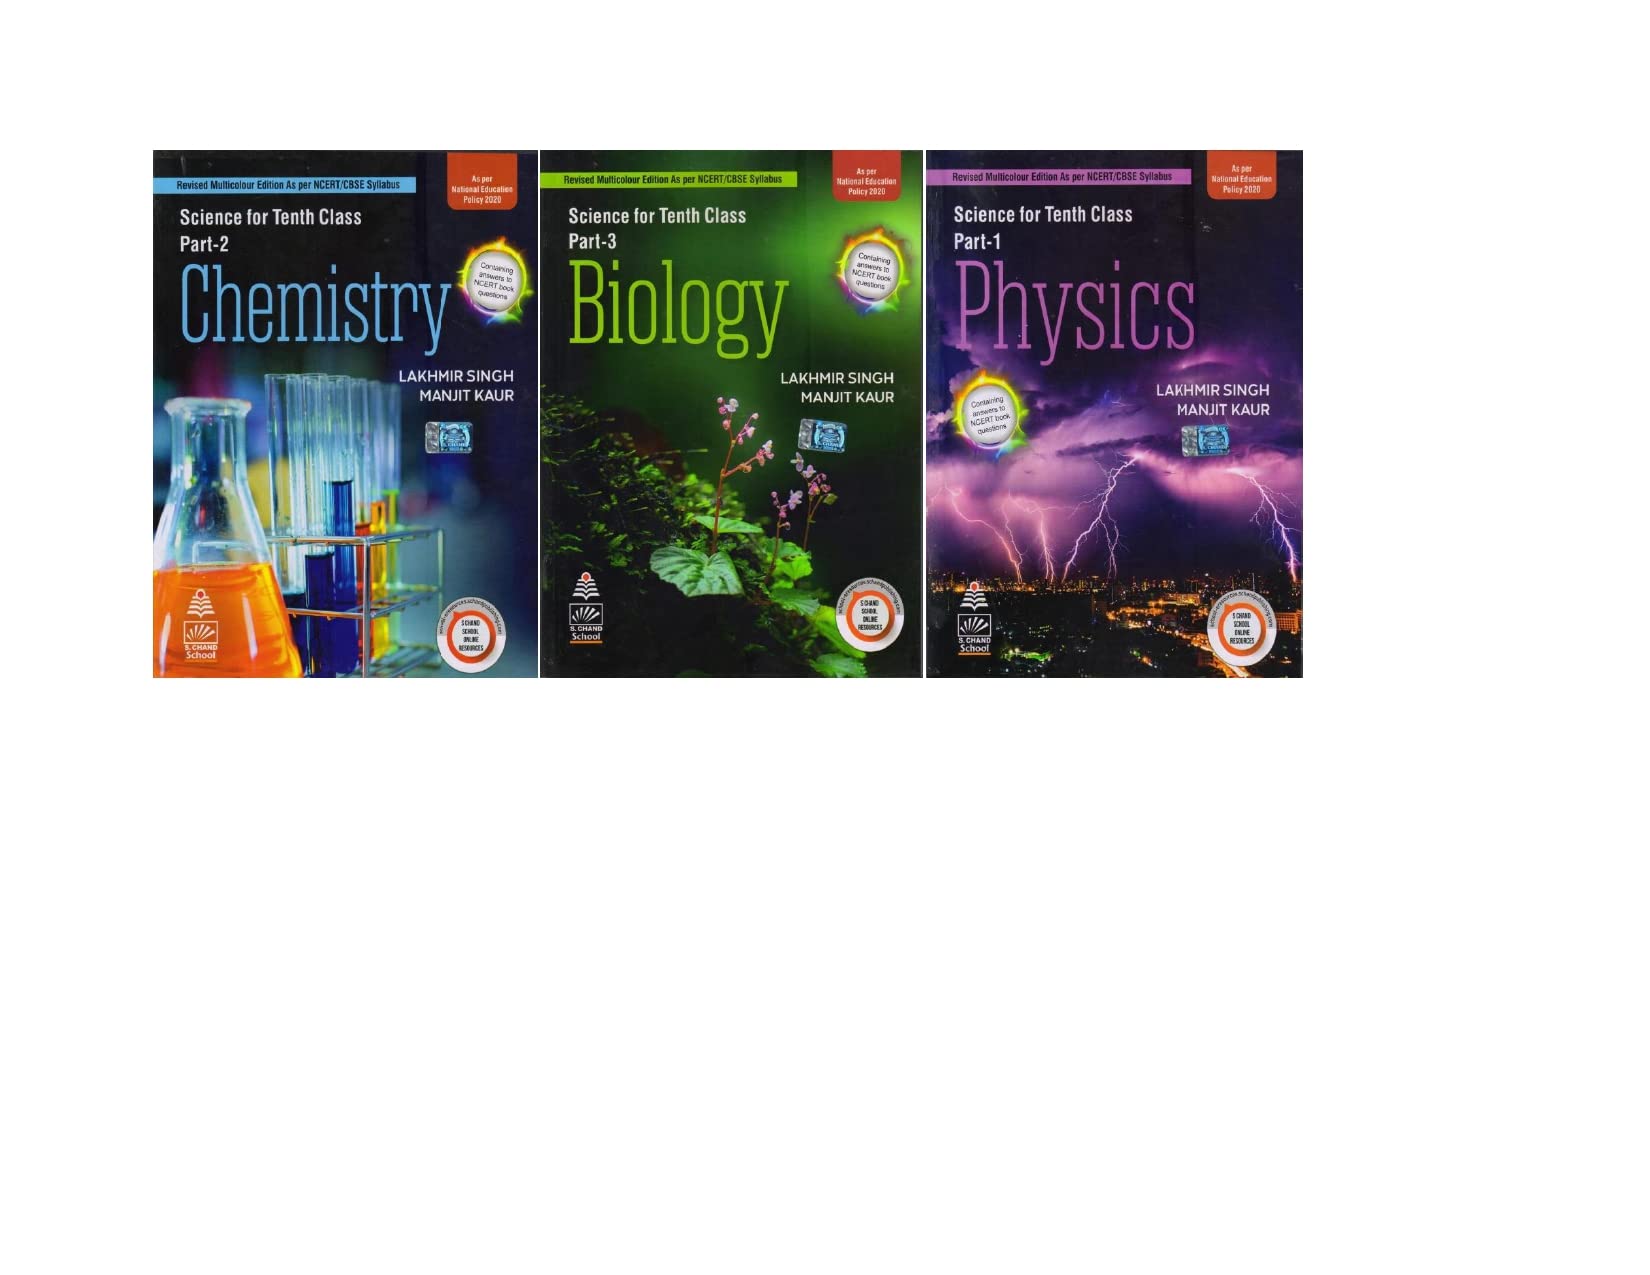 Revised Multicolour Edition As per NCERT/CBSE Syllabus
As per
National Education
Policy 2020
Science for Tenth Class
Part-2
Chemistry
Containing
answers to
NCERT book
questions
LAKHMIR SINGH
MANJIT KAUR
S. CHAND
School
S CHAND
SCHOOL
ONLINE
RESOURCES
Revised Multicolour Edition As per NCERT/CBSE Syllabus
As per
National Education
Policy 2020
Science for Tenth Class
Part-3
Biology
Containing
answers to
NCERT book
questions
LAKHMIR SINGH
MANJIT KAUR
S. CHAND
School
S CHAND
SCHOOL
ONLINE
RESOURCES
Revised Multicolour Edition As per NCERT/CBSE Syllabus
As per
National Education
Policy 2020
Science for Tenth Class
Part-1
Physics
Containing
answers to
NCERT book
questions
LAKHMIR SINGH
MANJIT KAUR
S. CHAND
School
S CHAND
SCHOOL
ONLINE
RESOURCES